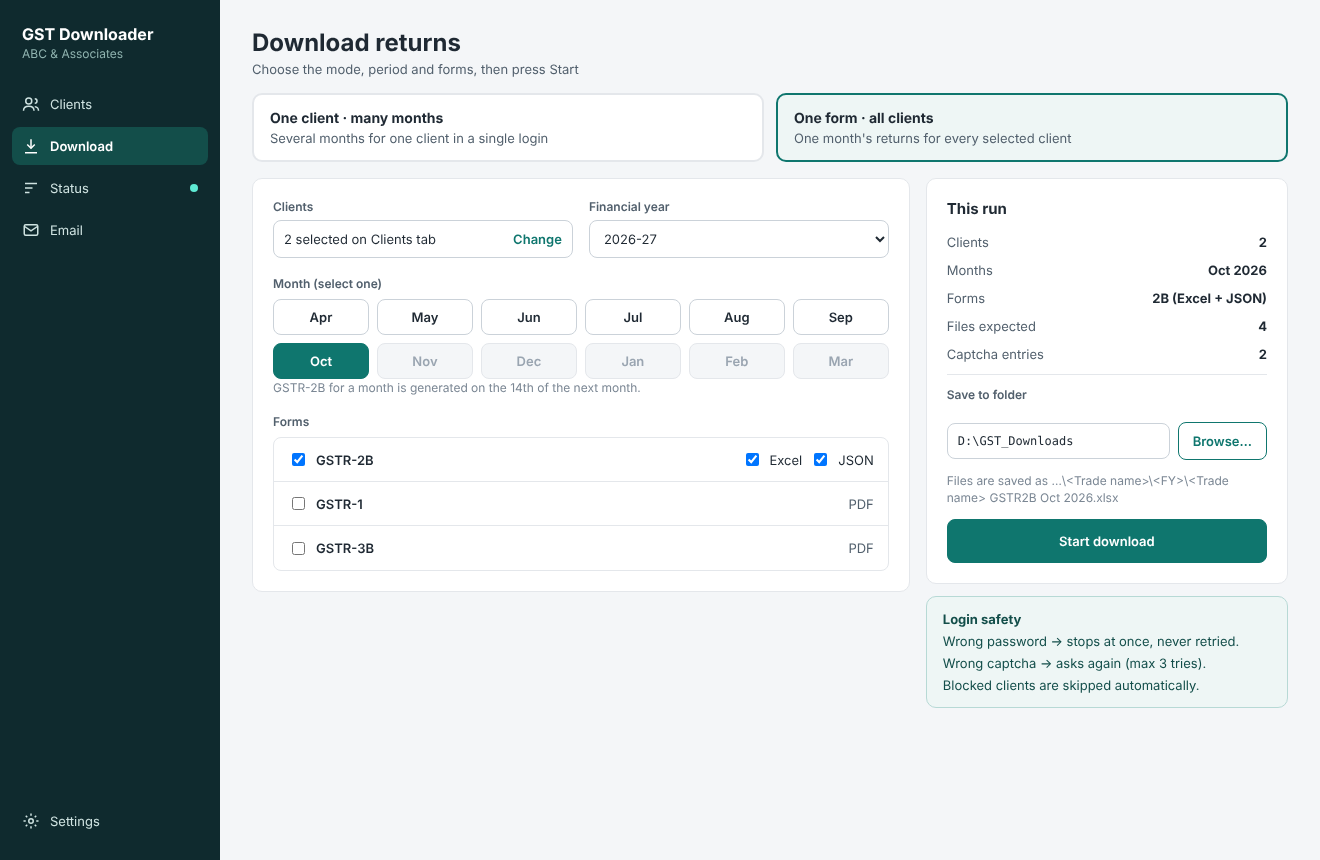 GST Downloader
ABC & Associates
Clients
Download
Status
Email
Settings
Download returns
Choose the mode, period and forms, then press Start
One client · many months
Several months for one client in a single login
One form · all clients
One month's returns for every selected client
Clients
Financial year
2 selected on Clients tab
Change
2026-27
Month (select one)
Apr
May
Jun
Jul
Aug
Sep
Oct
Nov
Dec
Jan
Feb
Mar
GSTR-2B for a month is generated on the 14th of the next month.
Forms
GSTR-2B
Excel
JSON
GSTR-1
PDF
GSTR-3B
PDF
This run
Clients
2
Months
Oct 2026
Forms
2B (Excel + JSON)
Files expected
4
Captcha entries
2
Save to folder
D:\GST_Downloads
Browse...
Files are saved as ...\<Trade name>\<FY>\<Trade
name> GSTR2B Oct 2026.xlsx
Start download
Login safety
Wrong password → stops at once, never retried.
Wrong captcha → asks again (max 3 tries).
Blocked clients are skipped automatically.